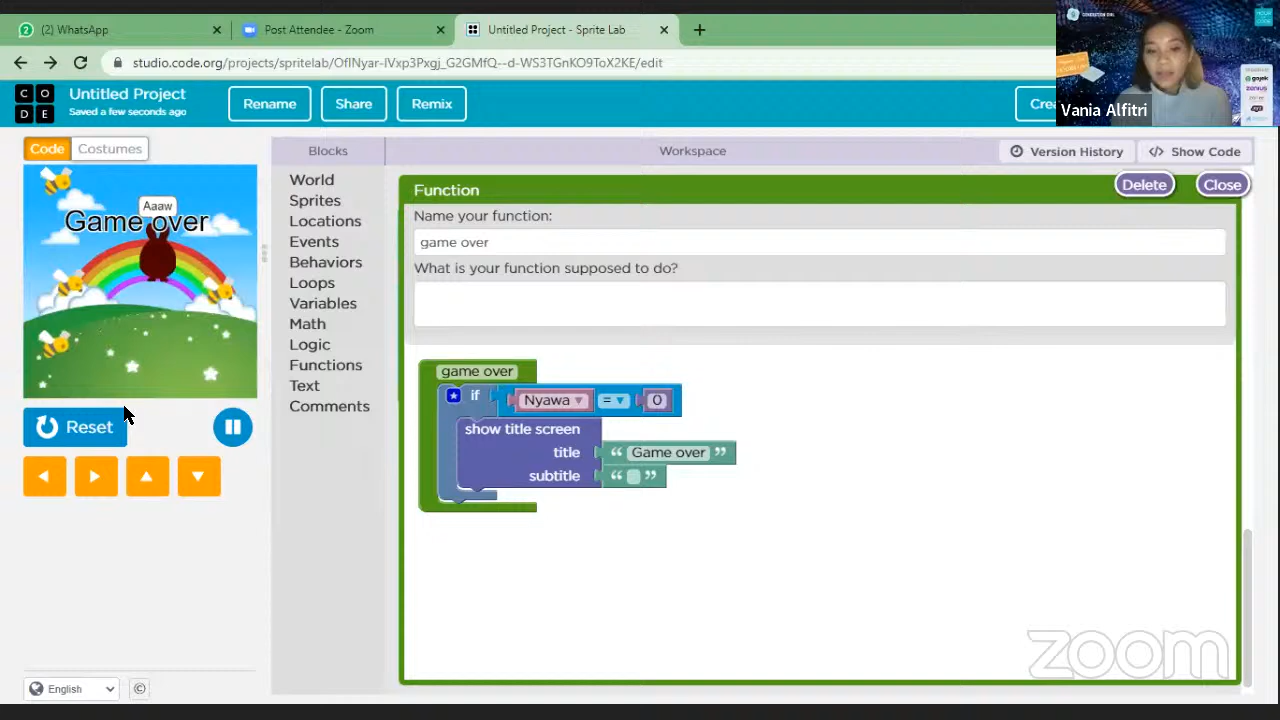 (2) WhatsApp
Post Attendee - Zoom
Untitled Project - Sprite Lab
studio.code.org/projects/spritelab/OfINyar-IVxp3Pxgj_G2GMfQ--d-WS3TGnKO9ToX2KE/edit
CODE
Untitled Project
Saved a few seconds ago
Rename
Share
Remix
Crea
Vania Alfitri
Code
Costumes
Blocks
Workspace
Version History
</> Show Code
Aaaw
Game over
Reset
World
Sprites
Locations
Events
Behaviors
Loops
Variables
Math
Logic
Functions
Text
Comments
Function
Delete
Close
Name your function:
game over
What is your function supposed to do?
game over
if Nyawa = 0
show title screen
title “ Game over ”
subtitle “ ”
English
©
zoom
gojek
zenius